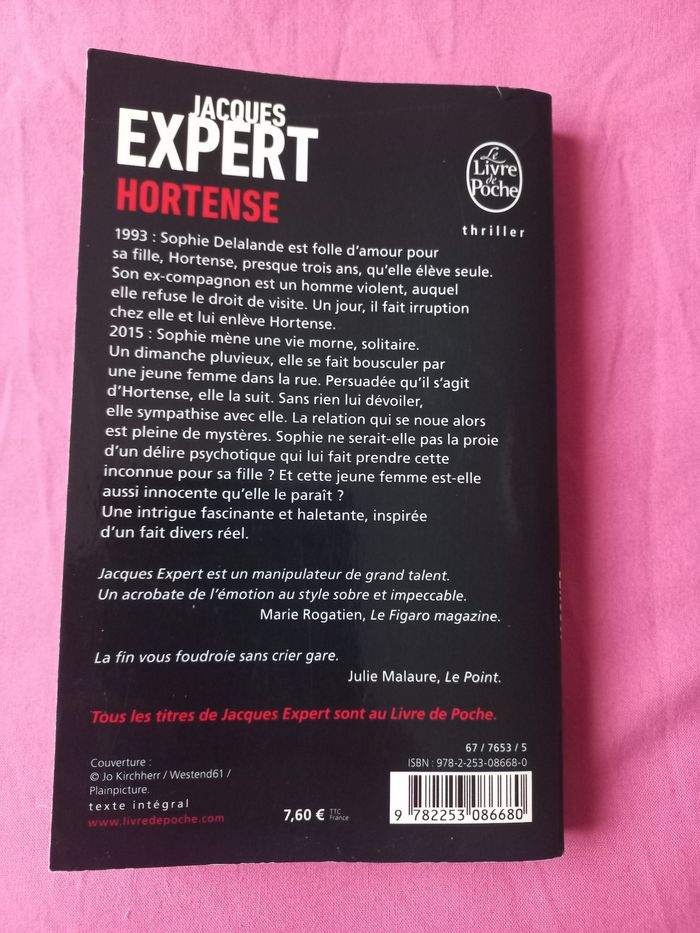 JACQUES
EXPERT
HORTENSE
Le
Livre
de
Poche
thriller
1993 : Sophie Delalande est folle d'amour pour
sa fille, Hortense, presque trois ans, qu'elle élève seule.
Son ex-compagnon est un homme violent, auquel
elle refuse le droit de visite. Un jour, il fait irruption
chez elle et lui enlève Hortense.
2015 : Sophie mène une vie morne, solitaire.
Un dimanche pluvieux, elle se fait bousculer par
une jeune femme dans la rue. Persuadée qu'il s'agit
d'Hortense, elle la suit. Sans rien lui dévoiler,
elle sympathise avec elle. La relation qui se noue alors
est pleine de mystères. Sophie ne serait-elle pas la proie
d'un délire psychotique qui lui fait prendre cette
inconnue pour sa fille ? Et cette jeune femme est-elle
aussi innocente qu'elle le paraît ?
Une intrigue fascinante et haletante, inspirée
d'un fait divers réel.
Jacques Expert est un manipulateur de grand talent.
Un acrobate de l'émotion au style sobre et impeccable.
Marie Rogatien, Le Figaro magazine.
La fin vous foudroie sans crier gare.
Julie Malaure, Le Point.
Tous les titres de Jacques Expert sont au Livre de Poche.
Couverture :
© Jo Kirchherr / Westend61 /
Plainpicture.
texte intégral
www.livredepoche.com
7,60 € TTC
France
67 / 7653 / 5
ISBN : 978-2-253-08668-0
9 782253 086680